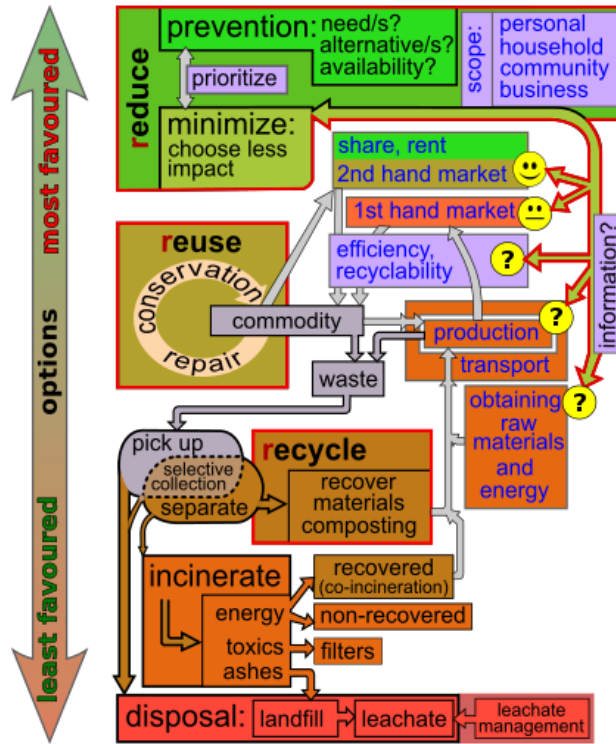 prevention: need/s?
alternative/s?
availability?
scope:
personal
household
community
business
reduce
prioritize
minimize:
choose less
impact
share, rent
2nd hand market
1st hand market
efficiency,
recyclability
?
information?
reuse
conservation
repair
commodity
?
production
transport
waste
?
obtaining
raw
materials
and
energy
pick up
selective
collection
separate
recycle
recover
materials
composting
incinerate
energy
toxics
ashes
recovered
(co-incineration)
non-recovered
filters
disposal:
landfill
leachate
leachate
management
most favoured
options
least favoured